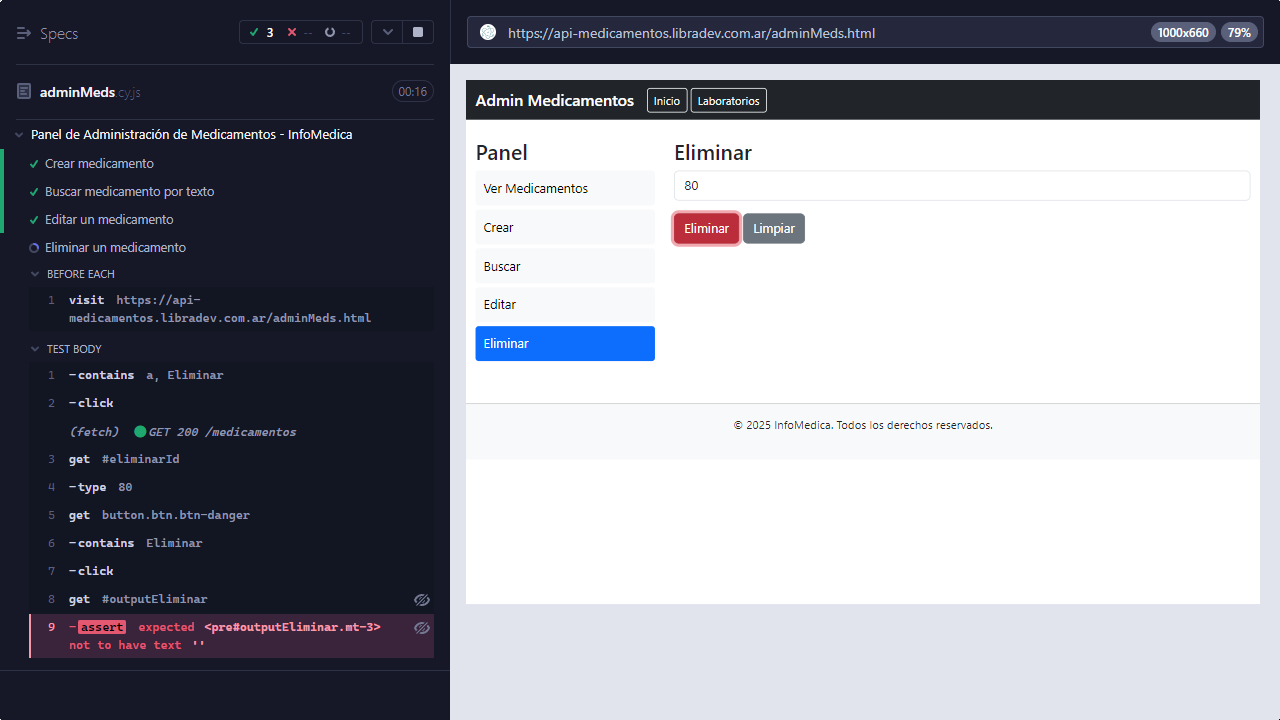 Specs
3
--
--
https://api-medicamentos.libradev.com.ar/adminMeds.html
1000x660
79%
adminMeds.cy.js
00:16
Panel de Administración de Medicamentos - InfoMedica
Crear medicamento
Buscar medicamento por texto
Editar un medicamento
Eliminar un medicamento
BEFORE EACH
1 visit https://api-
medicamentos.libradev.com.ar/adminMeds.html
TEST BODY
1 -contains a, Eliminar
2 -click
(fetch) GET 200 /medicamentos
3 get #eliminarId
4 -type 80
5 get button.btn.btn-danger
6 -contains Eliminar
7 -click
8 get #outputEliminar
9 -assert expected <pre#outputEliminar.mt-3>
not to have text ''
Admin Medicamentos
Inicio
Laboratorios
Panel
Ver Medicamentos
Crear
Buscar
Editar
Eliminar
Eliminar
80
Eliminar
Limpiar
© 2025 InfoMedica. Todos los derechos reservados.